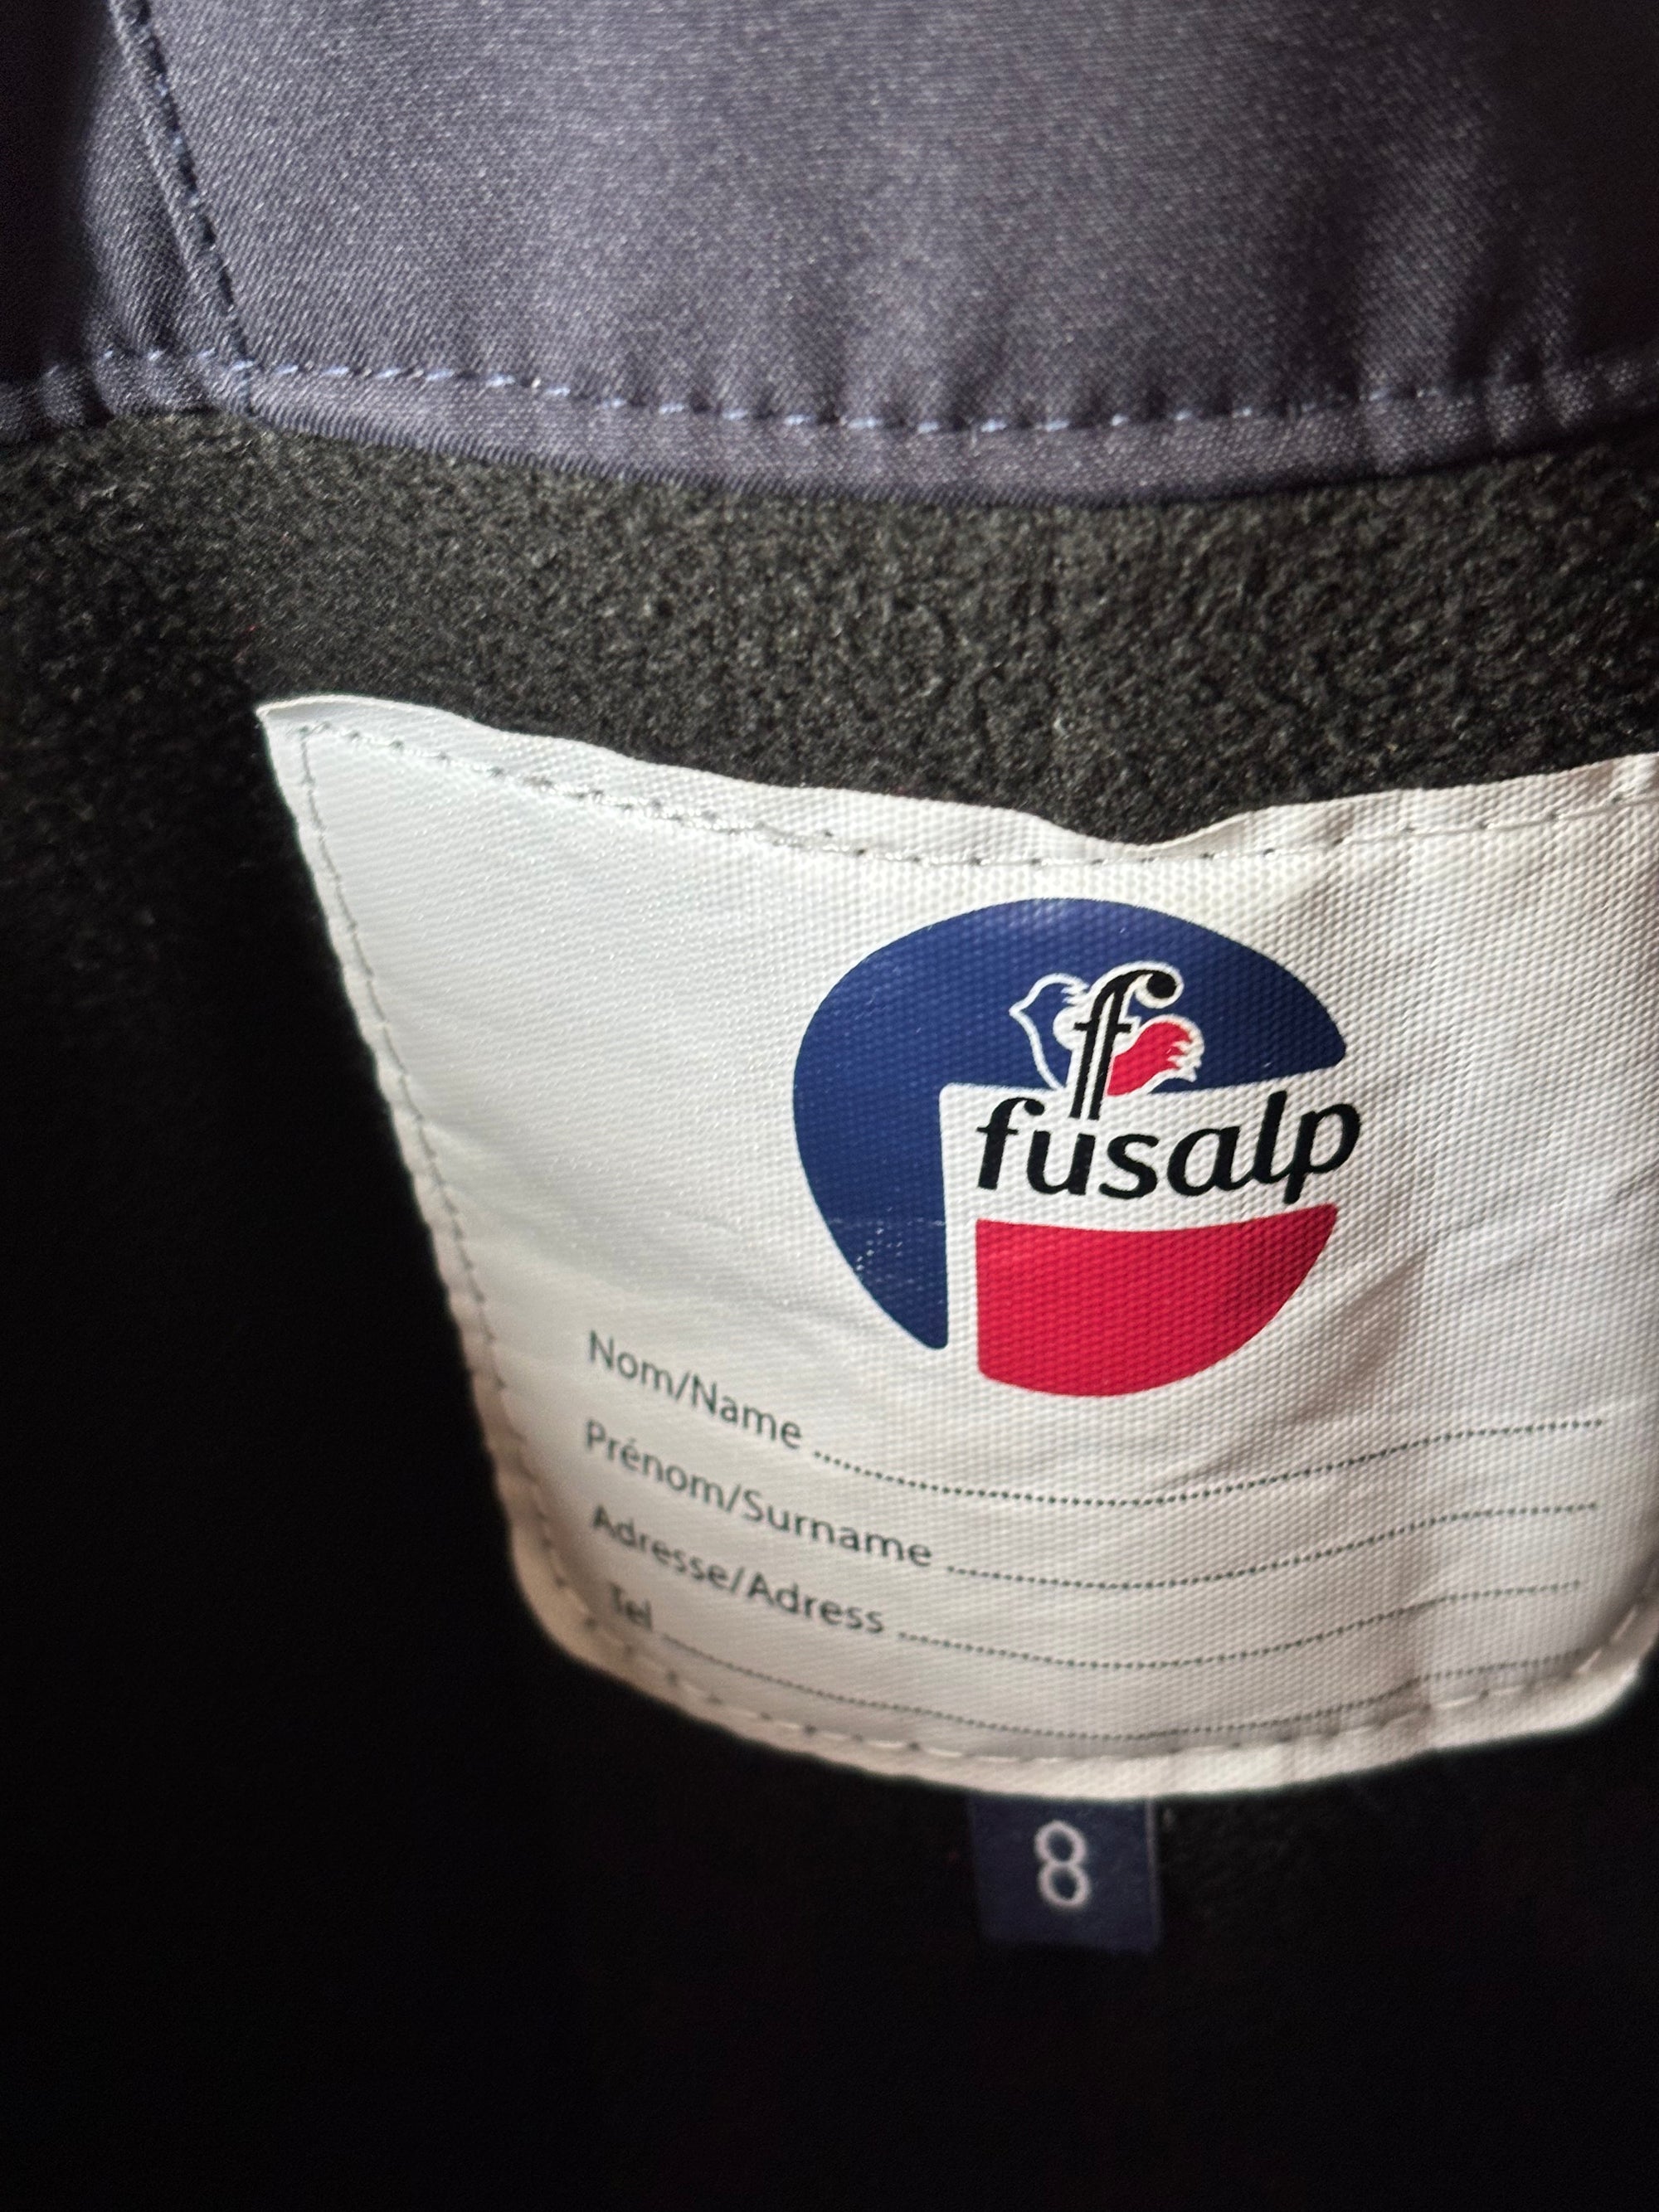 f
fusalp
Nom/Name
Prénom/Surname
Adresse/Adress
Tel
8